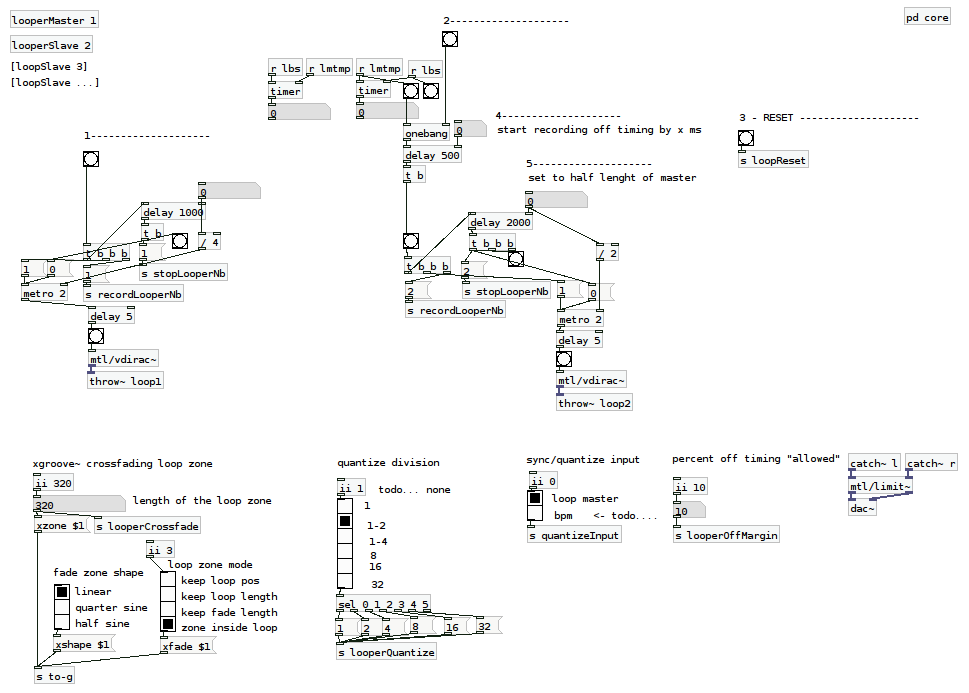 looperMaster 1
looperSlave 2
[loopSlave 3]
[loopSlave ...]
2--------------------
pd core
r lbs
r lmtmp
r lmtmp
r lbs
timer
timer
0
0
4--------------------
start recording off timing by x ms
3 - RESET --------------------
s loopReset
onebang
0
delay 500
t b
1--------------------
5--------------------
set to half lenght of master
0
0
delay 1000
t b
/ 4
t b b b
1
1
0
1
s stopLooperNb
metro 2
s recordLooperNb
delay 5
mtl/vdirac~
throw~ loop1
delay 2000
t b b b
/ 2
t b b b
2
2
s stopLooperNb
1
0
s recordLooperNb
metro 2
delay 5
mtl/vdirac~
throw~ loop2
xgroove~ crossfading loop zone
ii 320
320
length of the loop zone
xzone $1
s looperCrossfade
ii 3
loop zone mode
fade zone shape
linear
quarter sine
half sine
keep loop pos
keep loop length
keep fade length
zone inside loop
xshape $1
xfade $1
s to-g
quantize division
ii 1
todo... none
1
1-2
1-4
8
16
32
sel 0 1 2 3 4 5
1
2
4
8
16
32
s looperQuantize
sync/quantize input
ii 0
loop master
bpm <- todo....
s quantizeInput
percent off timing "allowed"
ii 10
10
s looperOffMargin
catch~ l
catch~ r
mtl/limit~
dac~